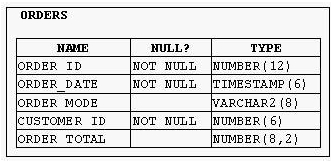 ORDERS
NAME NULL? TYPE
ORDER ID NOT NULL NUMBER(12)
ORDER_DATE NOT NULL TIMESTAMP(6)
ORDER MODE VARCHAR2(8)
CUSTOMER ID NOT NULL NUMBER(6)
ORDER TOTAL NUMBER(8,2)